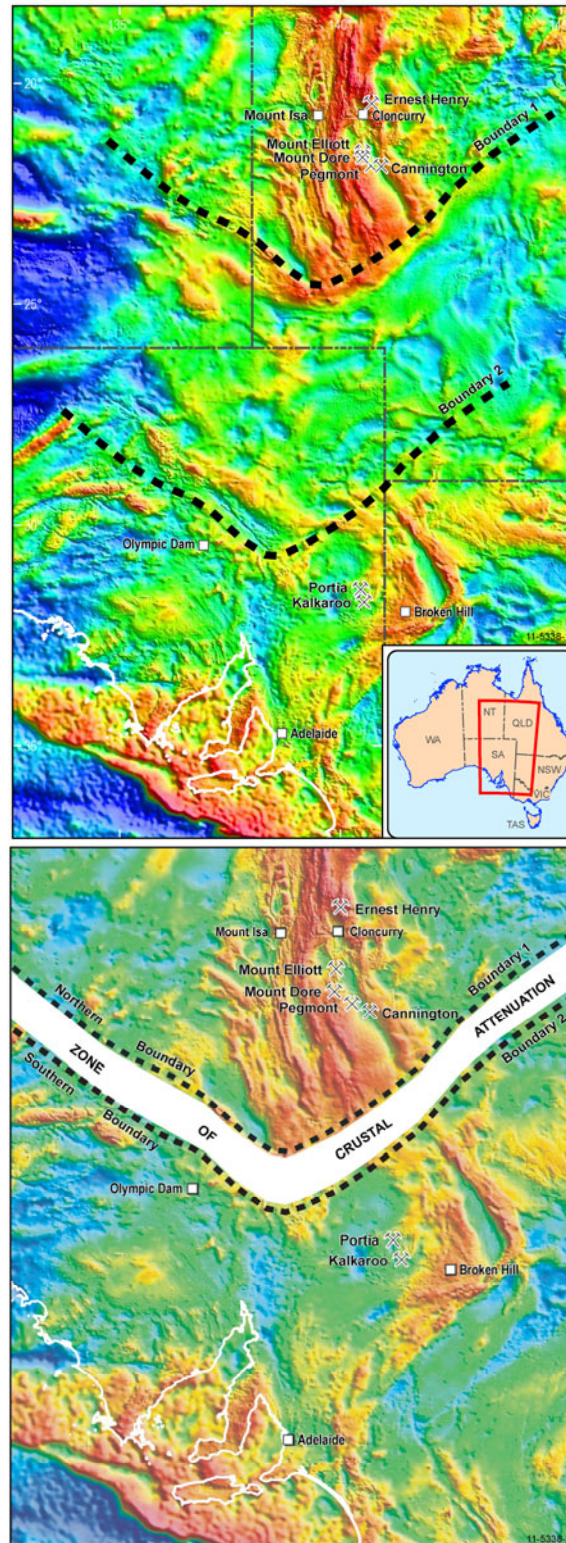 135°
140°
20°
Ernest Henry
Mount Isa
Cloncurry
Boundary 1
Mount Elliott
Mount Dore
Cannington
Pegmont
25°
Boundary 2
30°
Olympic Dam
Portia
Kalkaroo
Broken Hill
11-5338-
Adelaide
35°
NT
QLD
WA
SA
NSW
VIC
TAS
Ernest Henry
Mount Isa
Cloncurry
Mount Elliott
Mount Dore
Pegmont
Cannington
Northern Boundary
Boundary 1
ZONE OF CRUSTAL ATTENUATION
Southern Boundary
Boundary 2
Olympic Dam
Portia
Kalkaroo
Broken Hill
Adelaide
11-5338-